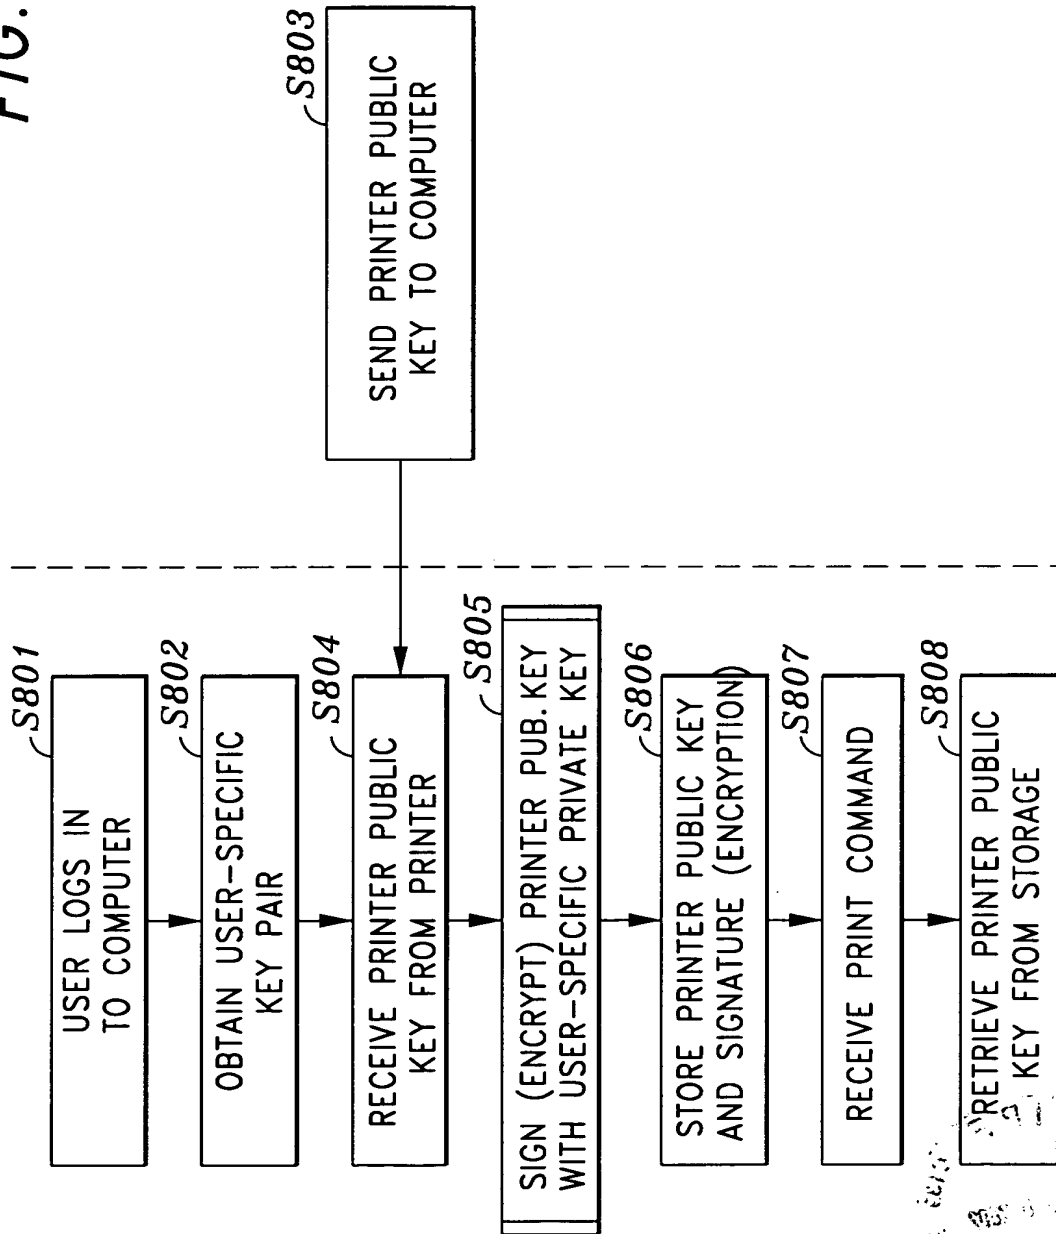 FIG.
S801
USER LOGS IN
TO COMPUTER
S802
OBTAIN USER-SPECIFIC
KEY PAIR
S803
SEND PRINTER PUBLIC
KEY TO COMPUTER
S804
RECEIVE PRINTER PUBLIC
KEY FROM PRINTER
S805
SIGN (ENCRYPT) PRINTER PUB. KEY
WITH USER-SPECIFIC PRIVATE KEY
S806
STORE PRINTER PUBLIC KEY
AND SIGNATURE (ENCRYPTION)
S807
RECEIVE PRINT COMMAND
S808
RETRIEVE PRINTER PUBLIC
KEY FROM STORAGE